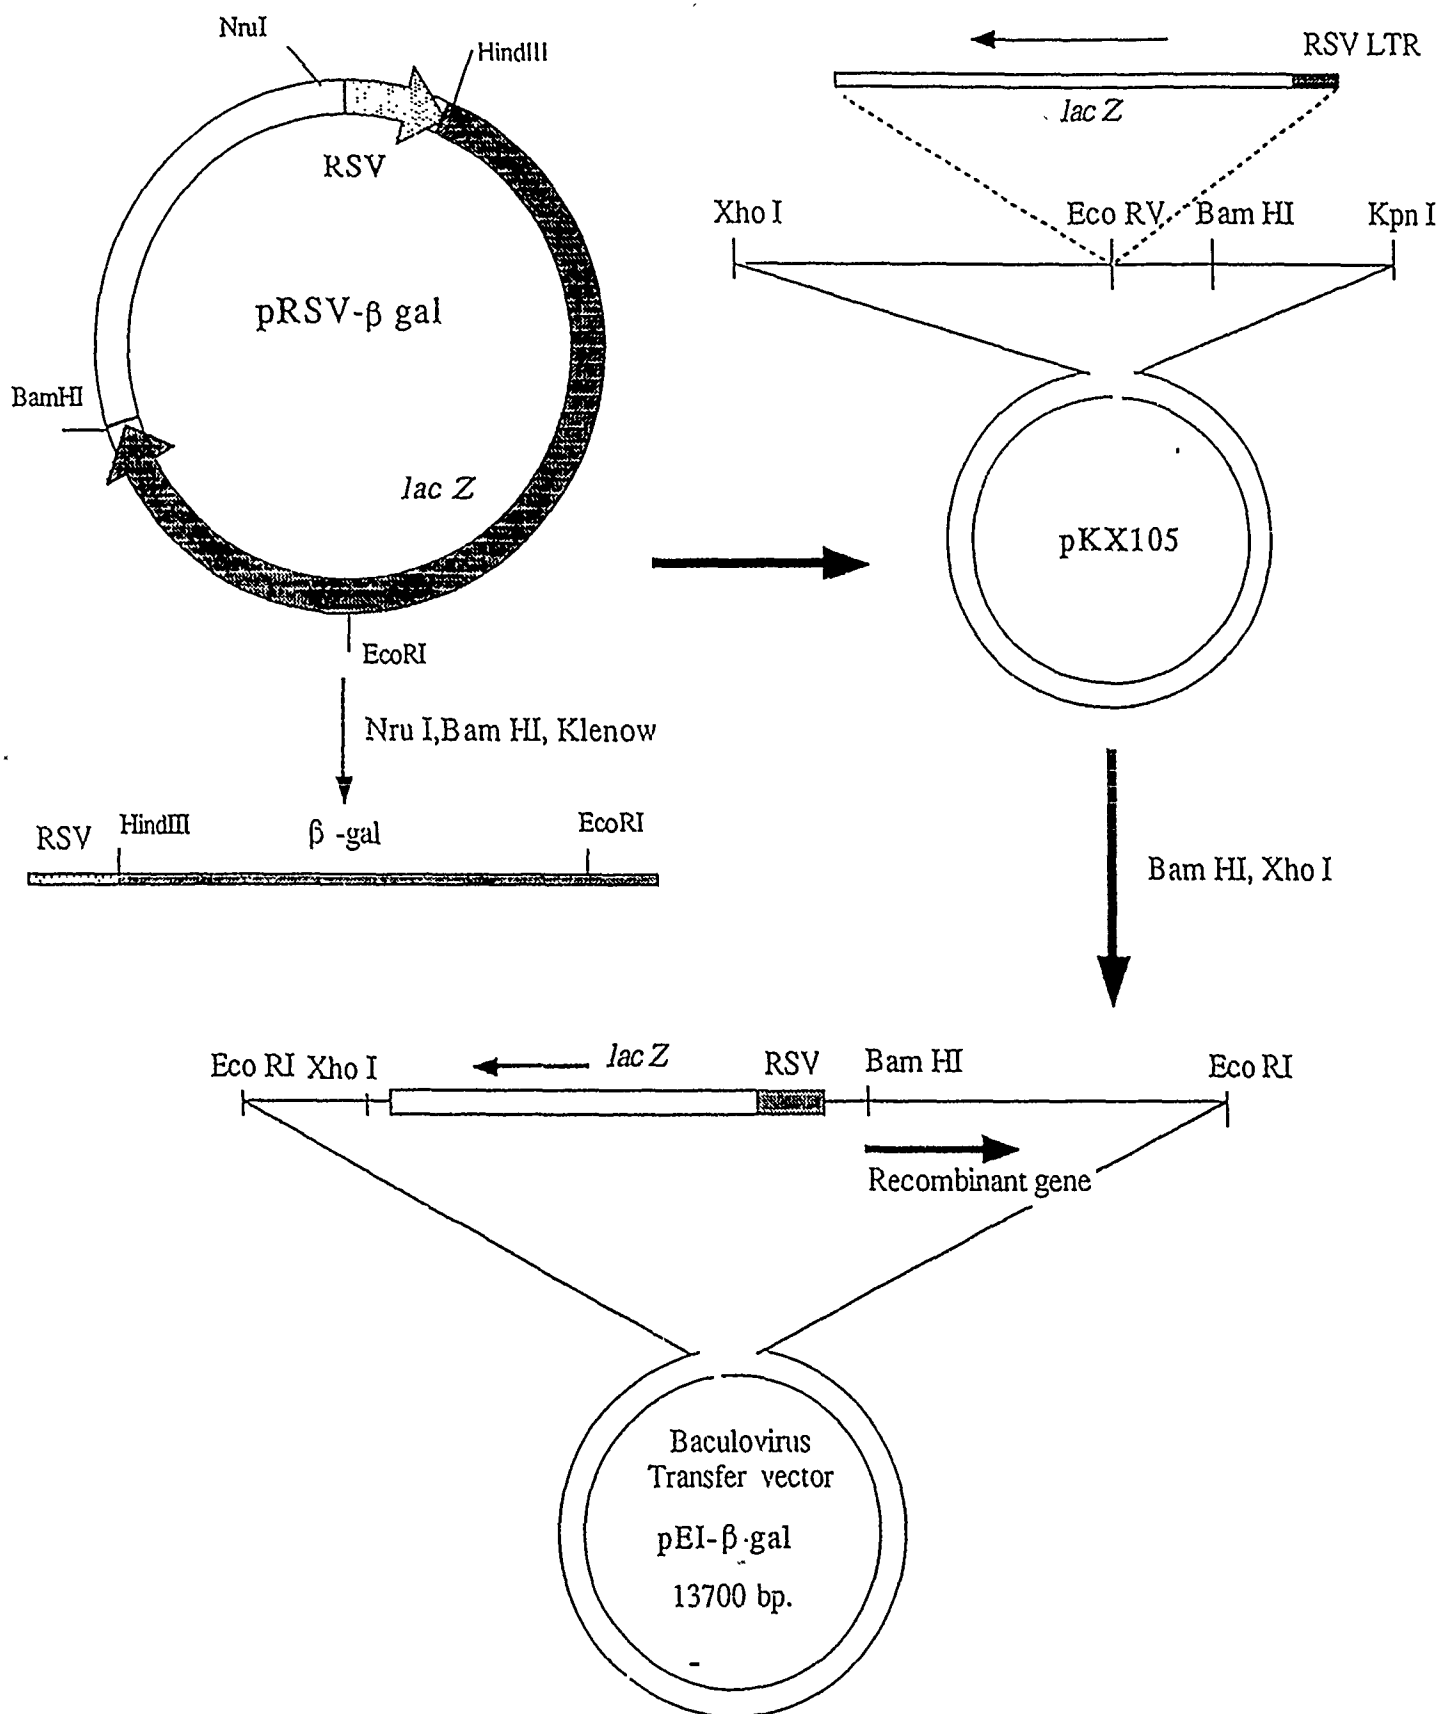 NruI
HindIII
RSV
pRSV-β gal
BamHI
lac Z
EcoRI
Nru I,Bam HI, Klenow
RSV
HindIII
β -gal
EcoRI
RSV LTR
lac Z
Xho I
Eco RV
Bam HI
Kpn I
pKX105
Bam HI, Xho I
Eco RI
Xho I
lac Z
RSV
Bam HI
Eco RI
Recombinant gene
Baculovirus
Transfer vector
pEI-β-gal
13700 bp.